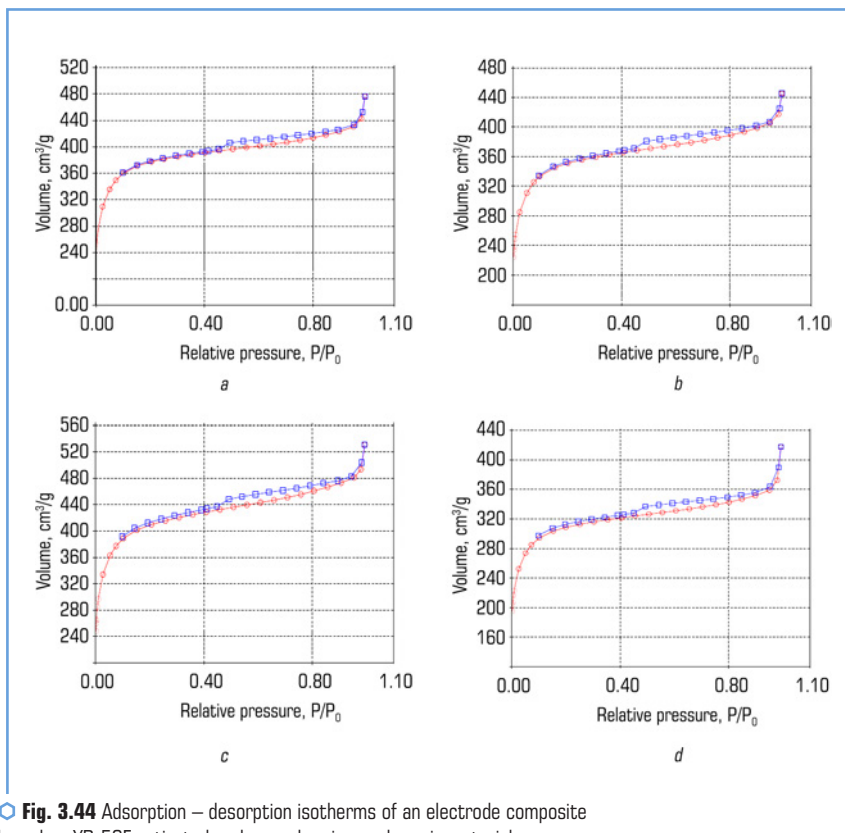 520
480
440
400
360
320
280
240
0.00
Volume, cm³/g
0.00 0.40 0.80 1.10
Relative pressure, P/P₀
a
480
440
400
360
320
280
240
200
Volume, cm³/g
0.00 0.40 0.80 1.10
Relative pressure, P/P₀
b
560
520
480
440
400
360
320
280
240
Volume, cm³/g
0.00 0.40 0.80 1.10
Relative pressure, P/P₀
c
440
400
360
320
280
240
200
160
Volume, cm³/g
0.00 0.40 0.80 1.10
Relative pressure, P/P₀
d
Fig. 3.44 Adsorption – desorption isotherms of an electrode composite